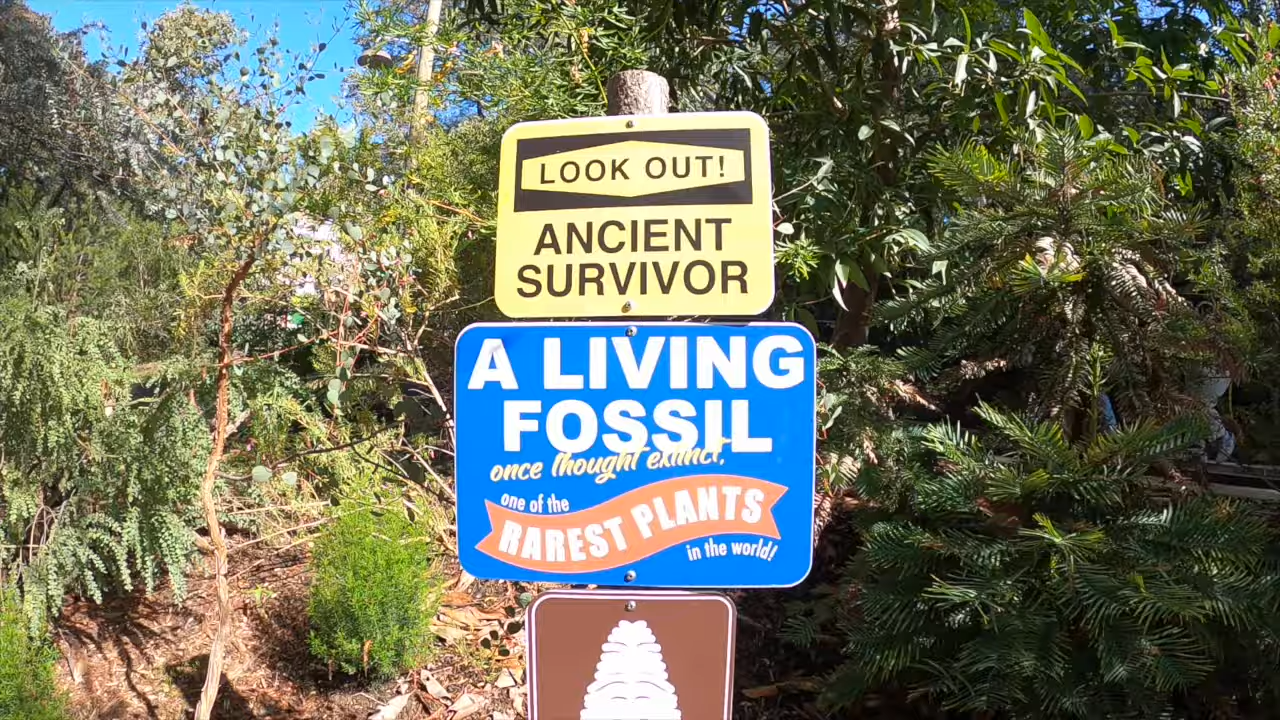 LOOK OUT!
ANCIENT
SURVIVOR
A LIVING
FOSSIL
once thought extinct,
one of the
RAREST PLANTS
in the world!